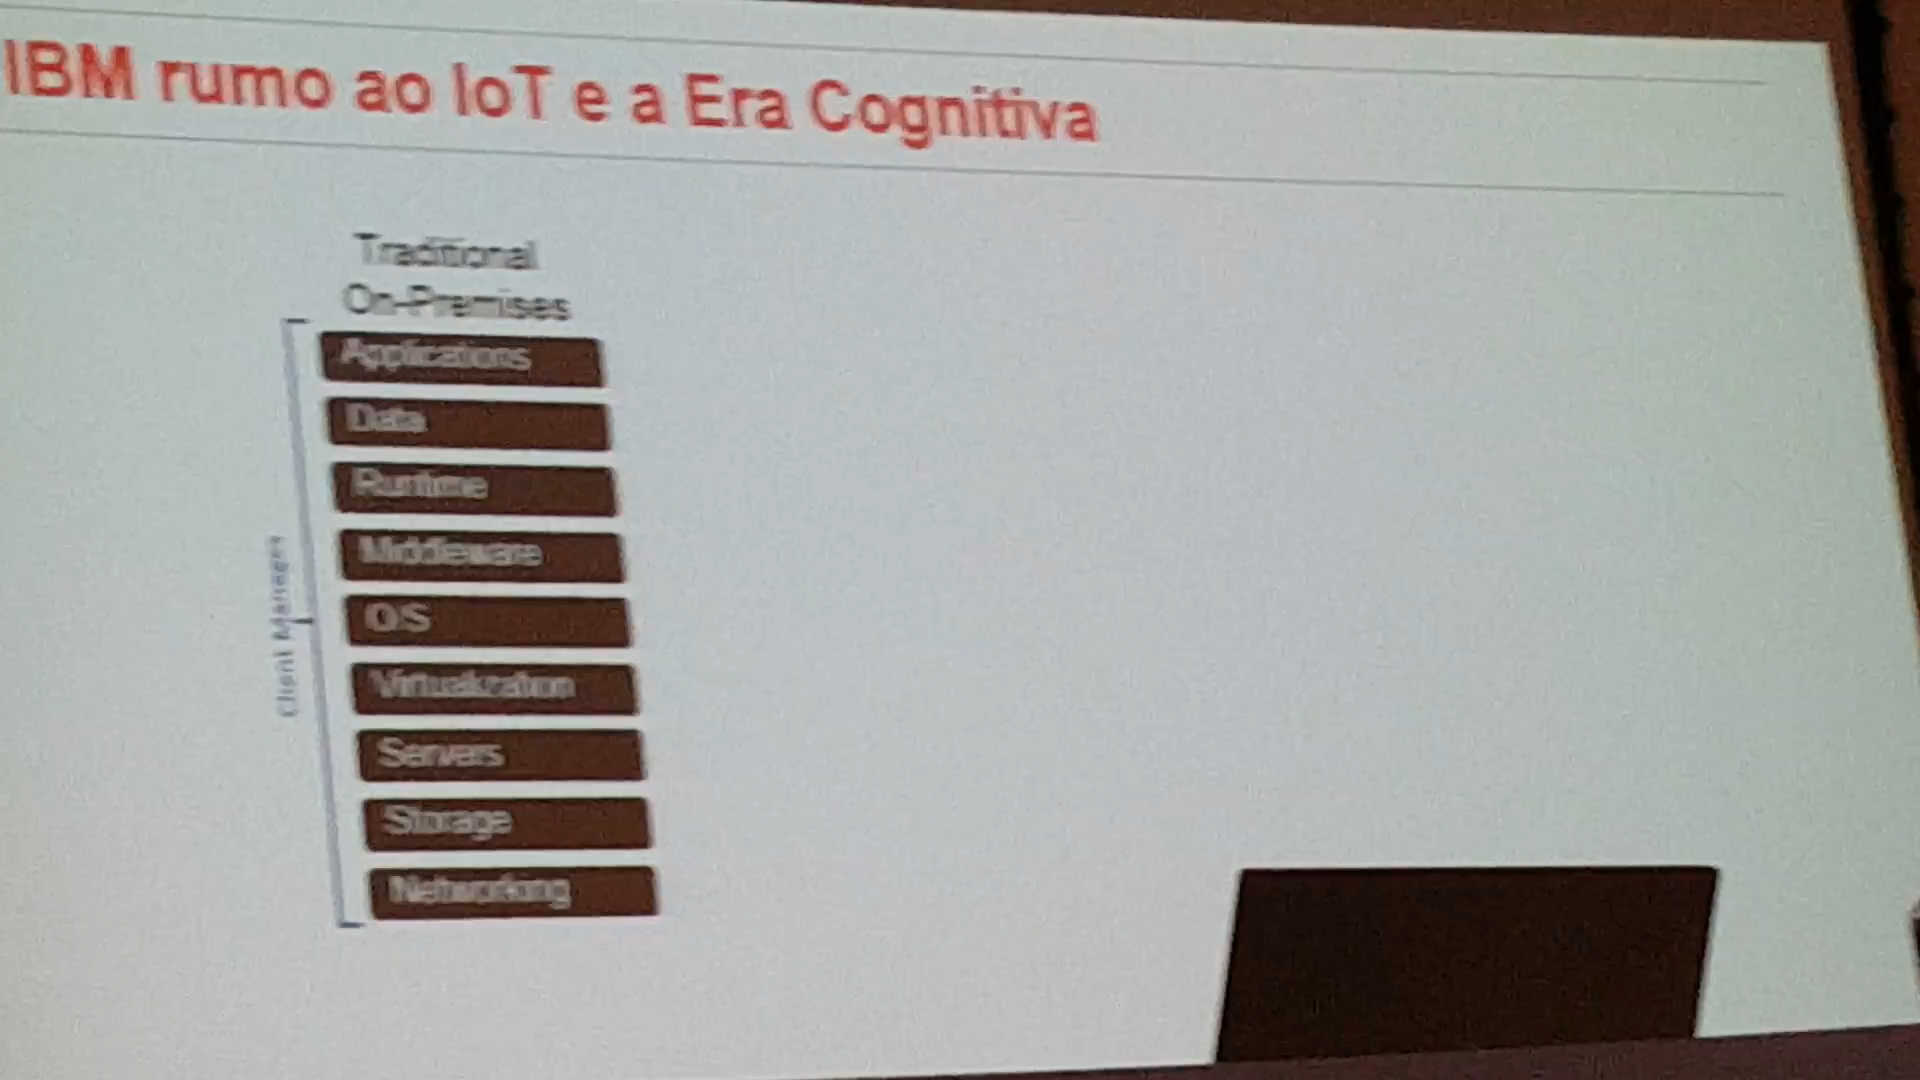 IBM rumo ao IoT e a Era Cognitiva
Traditional
On-Premises
Applications
Data
Runtime
Middleware
OS
Virtualization
Servers
Storage
Networking
Client Manages